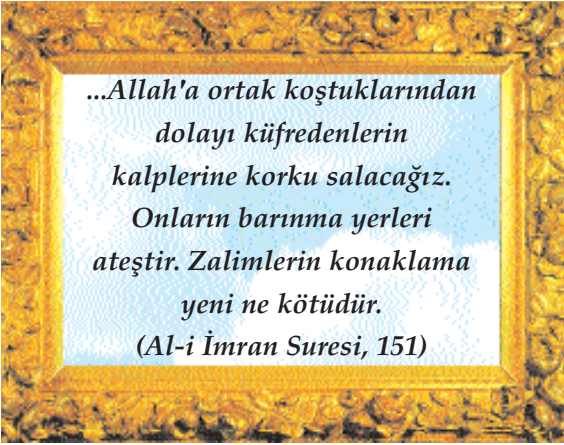 ...Allah'a ortak koştuklarından
dolayı küfredenlerin
kalplerine korku salacağız.
Onların barınma yerleri
ateştir. Zalimlerin konaklama
yeni ne kötüdür.
(Al-i İmran Suresi, 151)